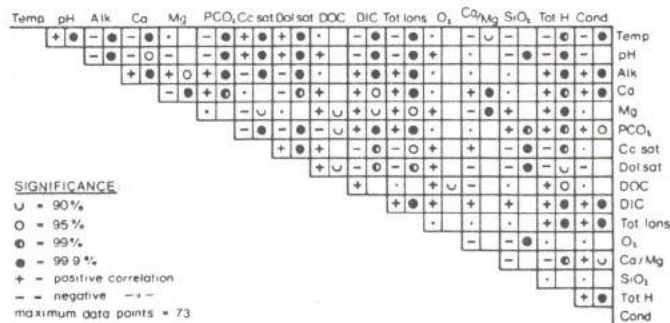 Temp pH Alk Ca Mg PCO₂ Cc sat Dol sat DOC DIC Tot Ions O₂ Ca/Mg SiO₂ Tot H Cond
Temp
pH
Alk
Ca
Mg
PCO₂
Cc sat
Dol sat
DOC
DIC
Tot Ions
O₂
Ca/Mg
SiO₂
Tot H
Cond
SIGNIFICANCE:
∪ = 90%
○ = 95%
◐ = 99%
● = 99.9%
+ - positive correlation
- - negative -"-
maximum data points = 73